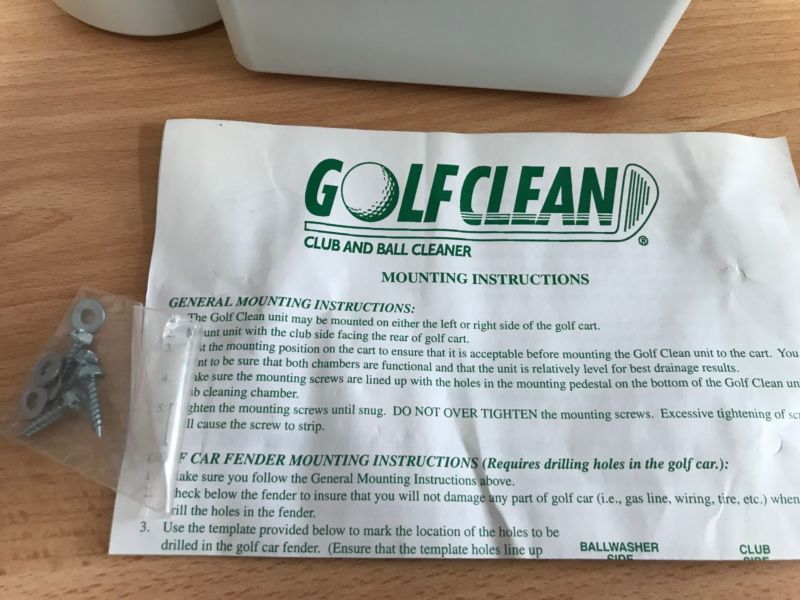 GOLF CLEAN
CLUB AND BALL CLEANER ®
MOUNTING INSTRUCTIONS
GENERAL MOUNTING INSTRUCTIONS:
The Golf Clean unit may be mounted on either the left or right side of the golf cart.
unit with the club side facing the rear of golf cart.
3. the mounting position on the cart to ensure that it is acceptable before mounting the Golf Clean unit to the cart. You
to be sure that both chambers are functional and that the unit is relatively level for best drainage results.
4. sure the mounting screws are lined up with the holes in the mounting pedestal on the bottom of the Golf Clean
cleaning chamber.
5. the mounting screws until snug. DO NOT OVER TIGHTEN the mounting screws. Excessive tightening of
cause the screw to strip.
CAR FENDER MOUNTING INSTRUCTIONS (Requires drilling holes in the golf car.):
sure you follow the General Mounting Instructions above.
below the fender to insure that you will not damage any part of golf car (i.e., gas line, wiring, tire, etc.) when
the holes in the fender.
3. Use the template provided below to mark the location of the holes to be
drilled in the golf car fender. (Ensure that the template holes line up
BALLWASHER CLUB
SIDE SIDE